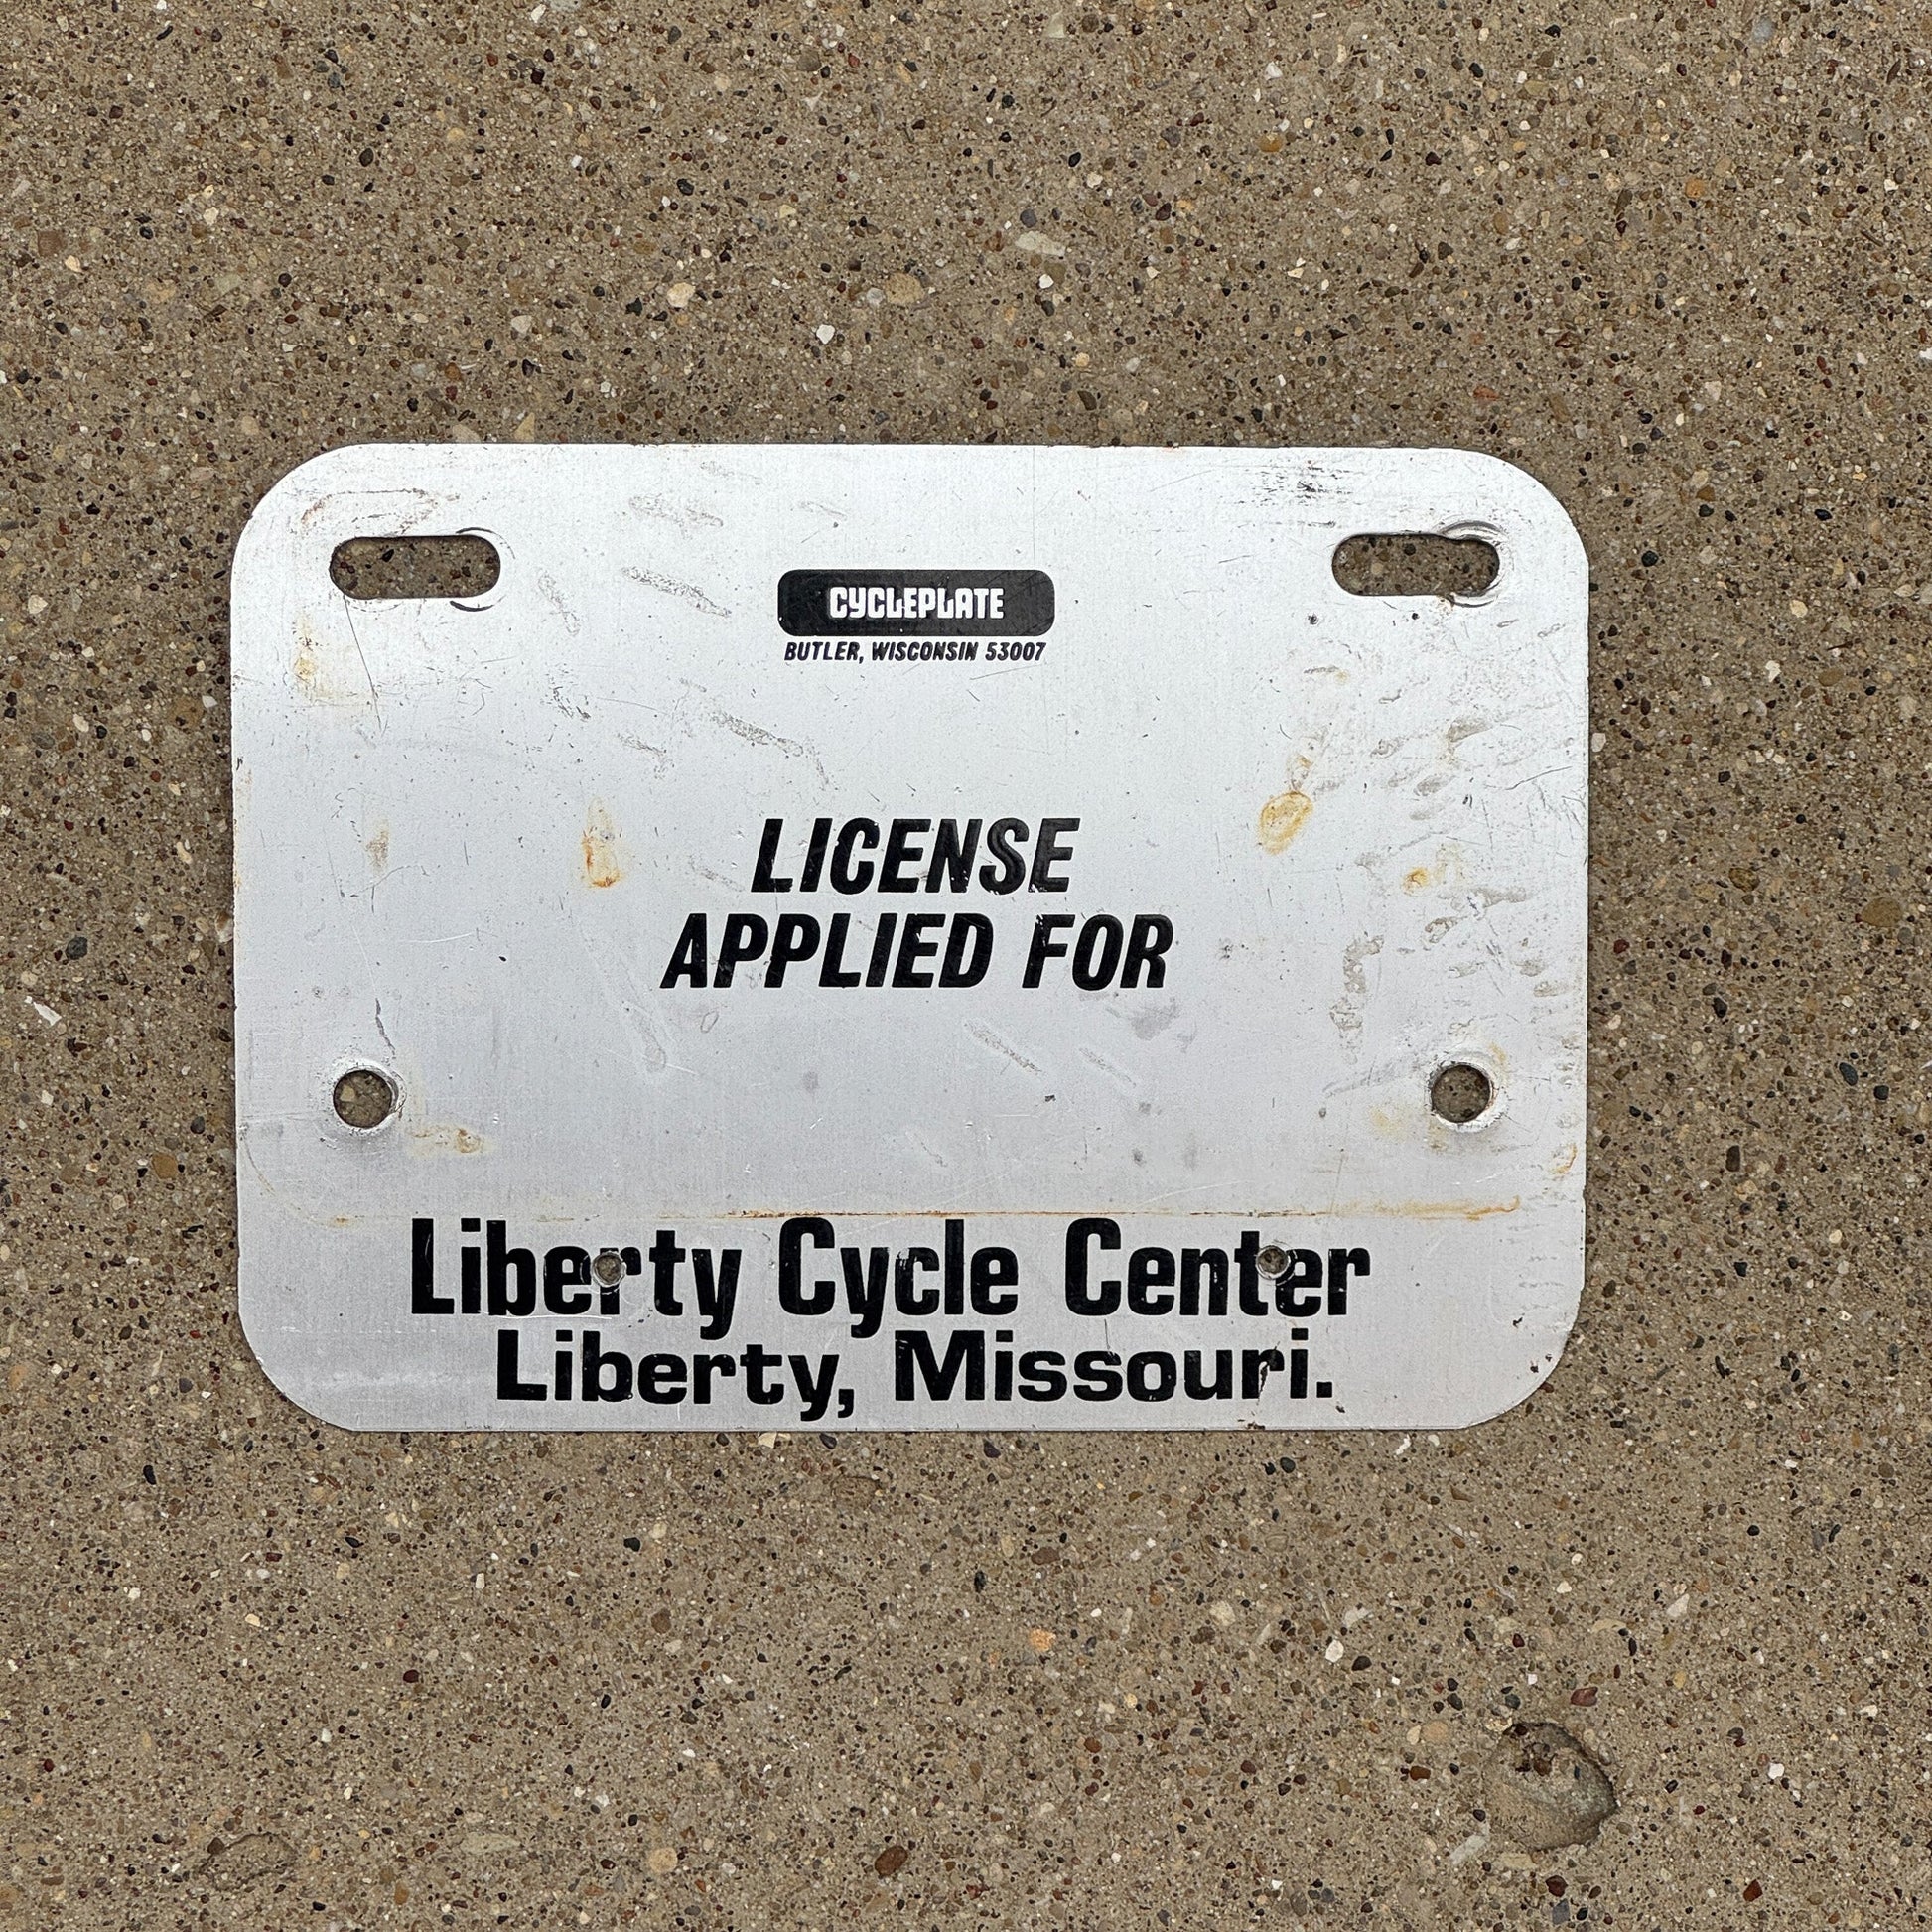 CYCLEPLATE
BUTLER, WISCONSIN 53007
LICENSE
APPLIED FOR
Liberty Cycle Center
Liberty, Missouri.